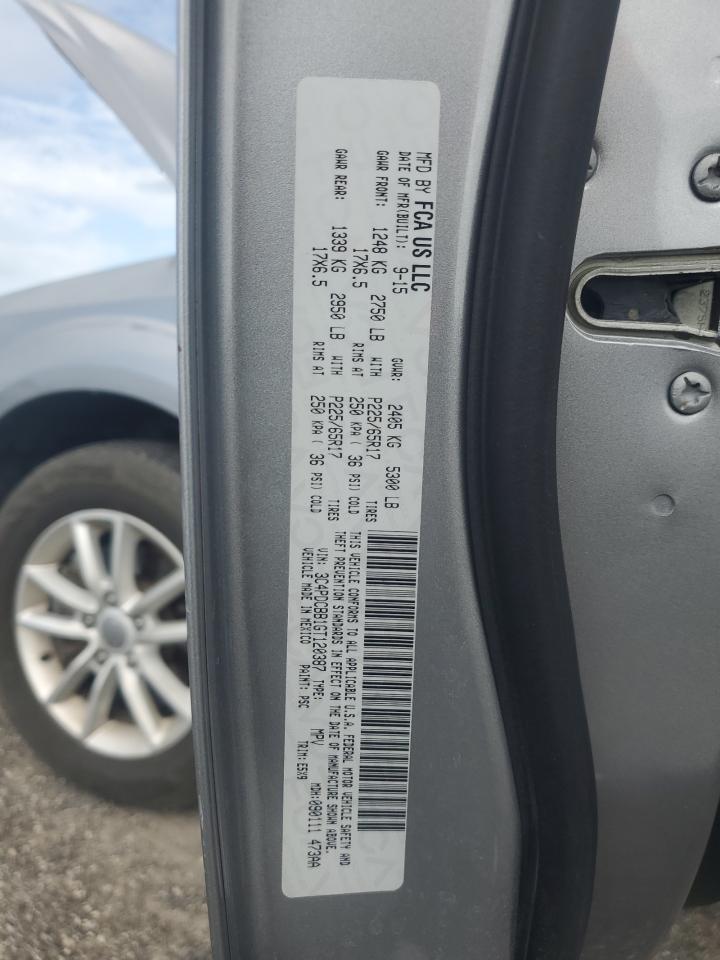 MFD BY FCA US LLC
DATE OF MFR(BUILT): 9-15 GVWR: 2405 KG 5300 LB
GAWR FRONT: 1248 KG 2750 LB WITH P225/65R17 TIRES
17X6.5 RIMS AT 250 KPA ( 36 PSI) COLD
GAWR REAR: 1339 KG 2950 LB WITH P225/65R17 TIRES
17X6.5 RIMS AT 250 KPA ( 36 PSI) COLD
THIS VEHICLE CONFORMS TO ALL APPLICABLE U.S.A. FEDERAL MOTOR VEHICLE SAFETY AND
THEFT PREVENTION STANDARDS IN EFFECT ON THE DATE OF MANUFACTURE SHOWN ABOVE.
VIN: 3C4PDCBB1GT120387 TYPE: MPV MDH:090111 473AA
VEHICLE MADE IN MEXICO PAINT: PSC TRIM: E5X9